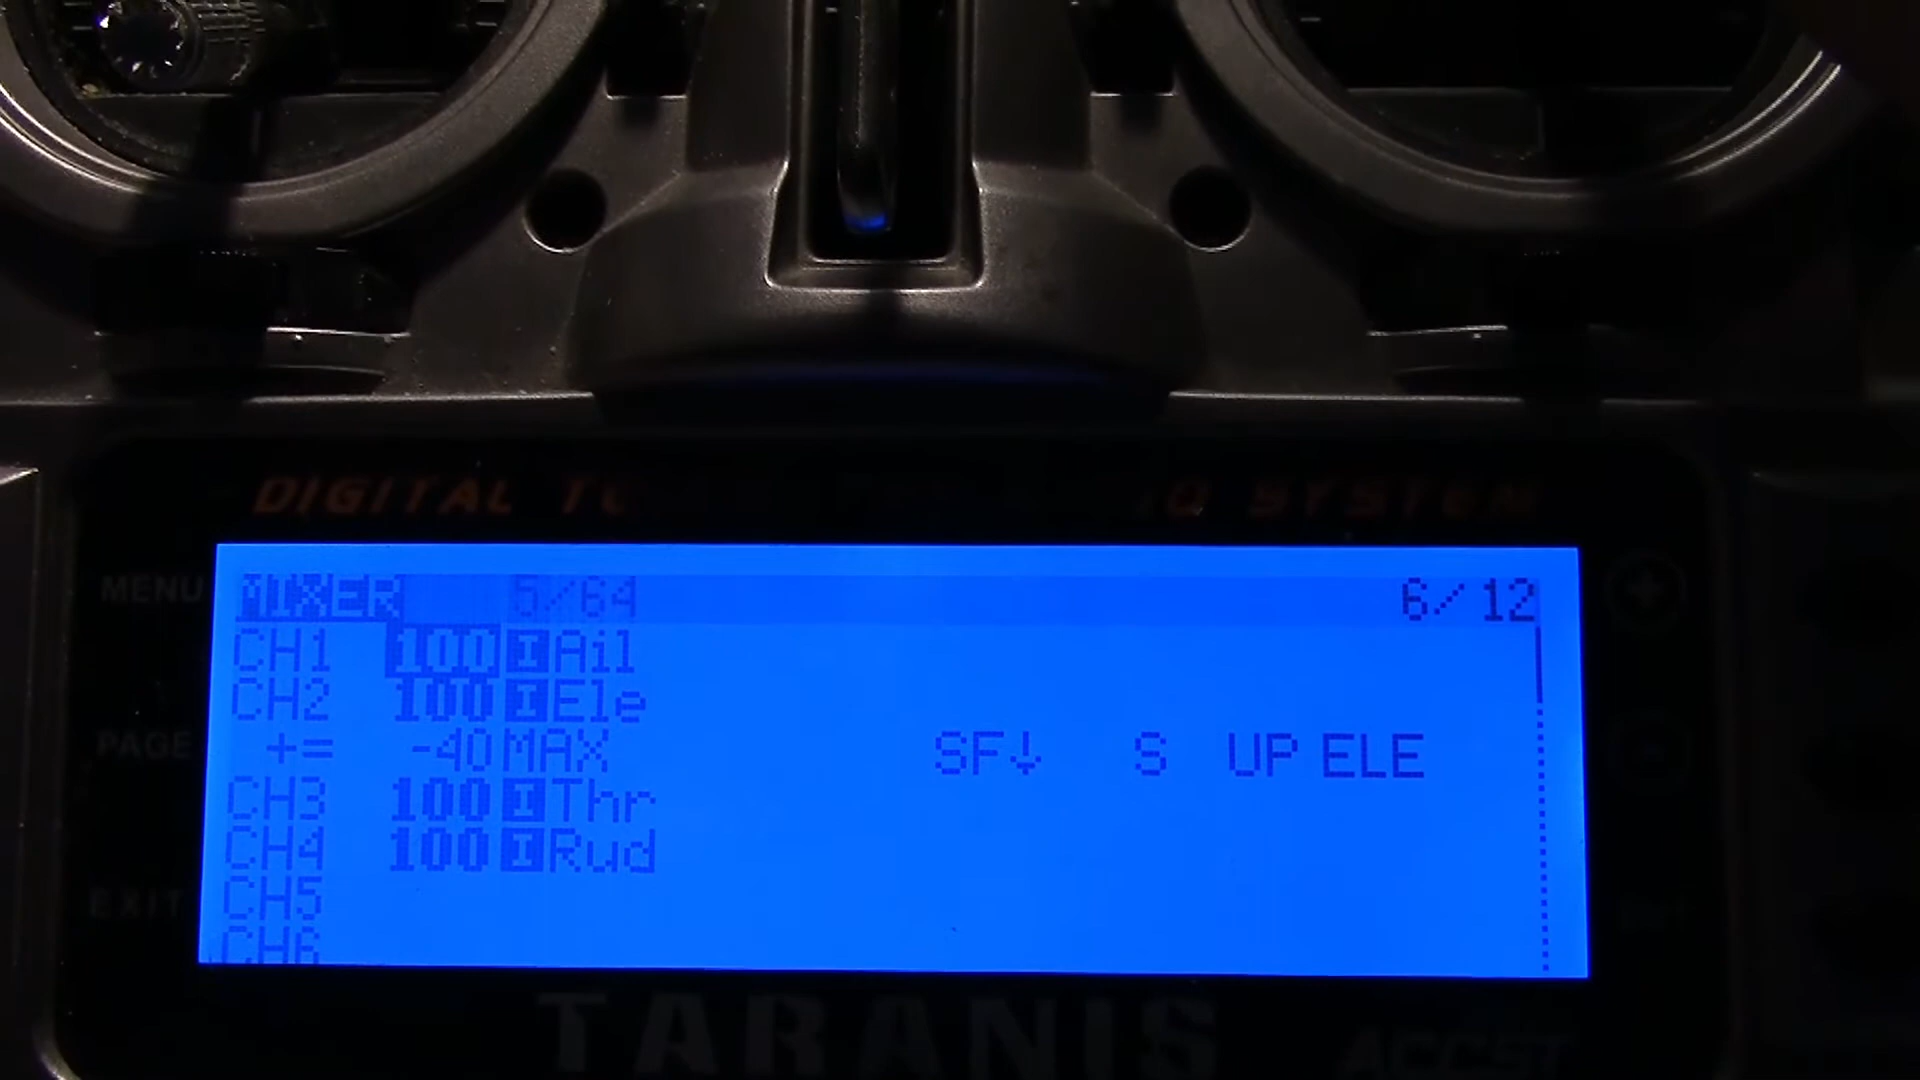 DIGITAL SYSTEM
MENU
PAGE
EXIT
MIXER 5/64 6/12
CH1 100 I Ail
CH2 100 I Ele
+= -40 MAX SF↓ S UP ELE
CH3 100 I Thr
CH4 100 I Rud
CH5
CH6
TARANIS
ACCST